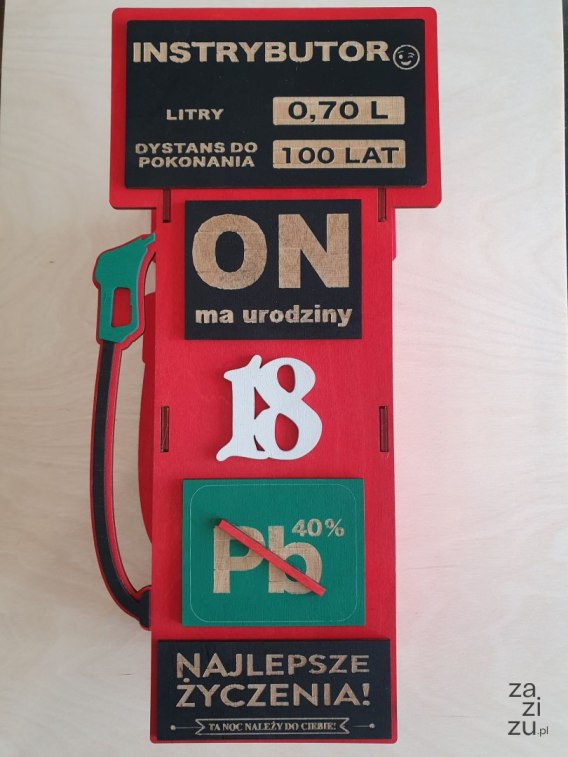 INSTRYBUTOR
LITRY 0,70 L
DYSTANS DO
POKONANIA 100 LAT
ON
ma urodziny
18
Pb 40%
NAJLEPSZE
ŻYCZENIA!
TA NOC NALEŻY DO CIEBIE!
za
zi
zu.pl